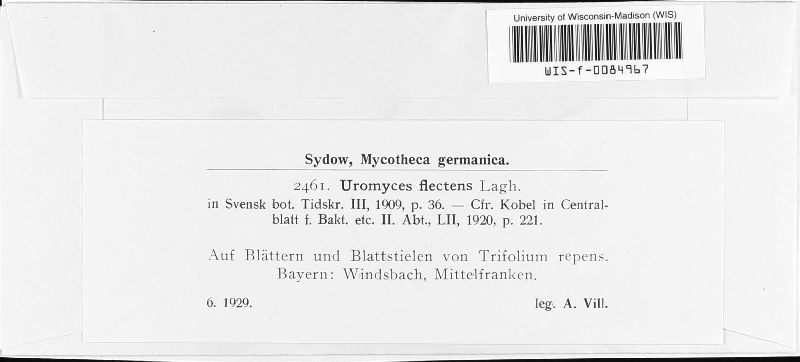 University of Wisconsin-Madison (WIS)
WIS-f-0084967
Sydow, Mycotheca germanica.
2461. Uromyces flectens Lagh.
in Svensk bot. Tidskr. III, 1909, p. 36. — Cfr. Kobel in Central-
blatt f. Bakt. etc. II. Abt., LII, 1920, p. 221.
Auf Blättern und Blattstielen von Trifolium repens.
Bayern: Windsbach, Mittelfranken.
6. 1929. leg. A. Vill.